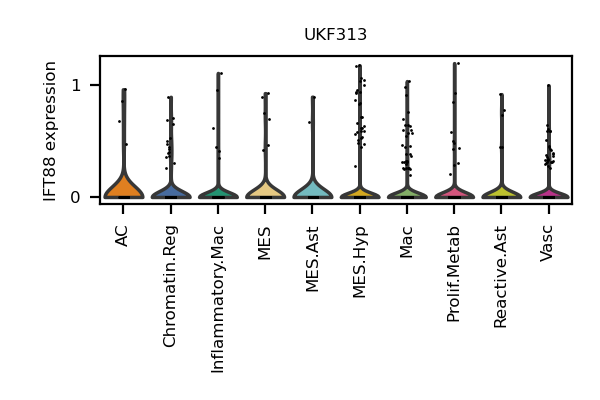 UKF313
IFT88 expression
1
0
AC
Chromatin.Reg
Inflammatory.Mac
MES
MES.Ast
MES.Hyp
Mac
Prolif.Metab
Reactive.Ast
Vasc